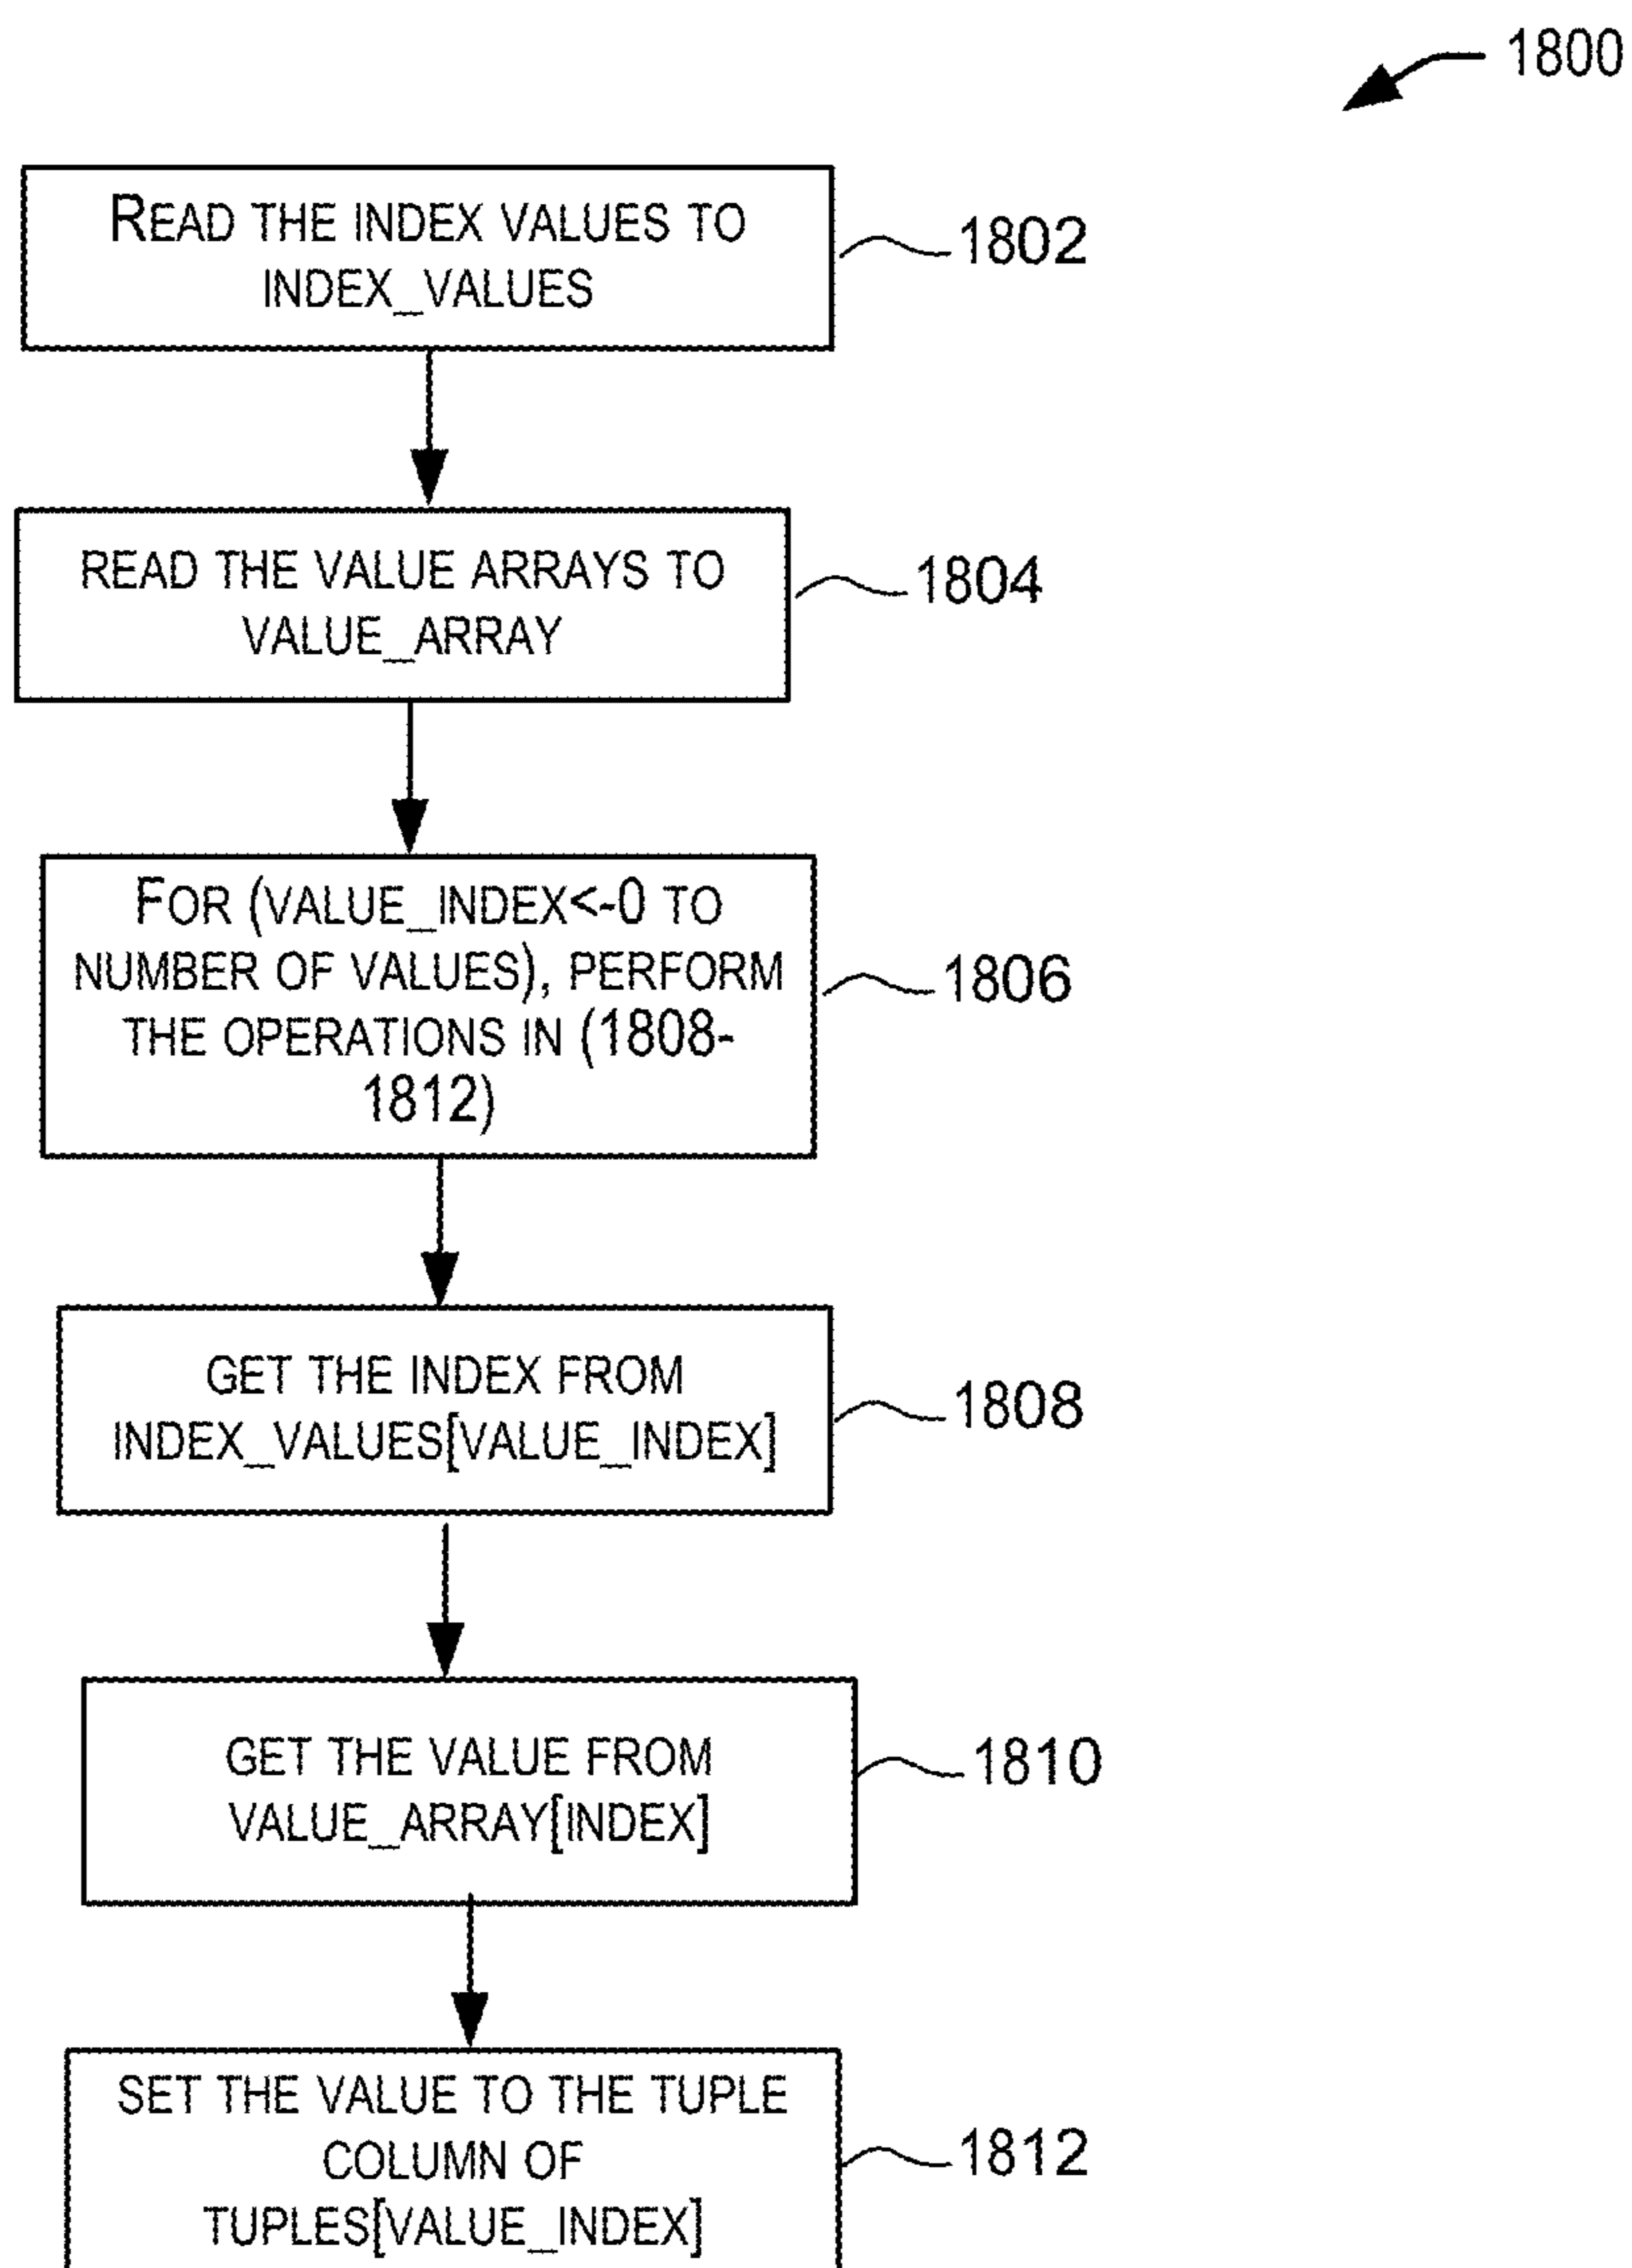 1800
READ THE INDEX VALUES TO
INDEX_VALUES
1802
READ THE VALUE ARRAYS TO
VALUE_ARRAY
1804
FOR (VALUE_INDEX<-0 TO
NUMBER OF VALUES), PERFORM
THE OPERATIONS IN (1808-
1812)
1806
GET THE INDEX FROM
INDEX_VALUES[VALUE_INDEX]
1808
GET THE VALUE FROM
VALUE_ARRAY[INDEX]
1810
SET THE VALUE TO THE TUPLE
COLUMN OF
TUPLES[VALUE_INDEX]
1812